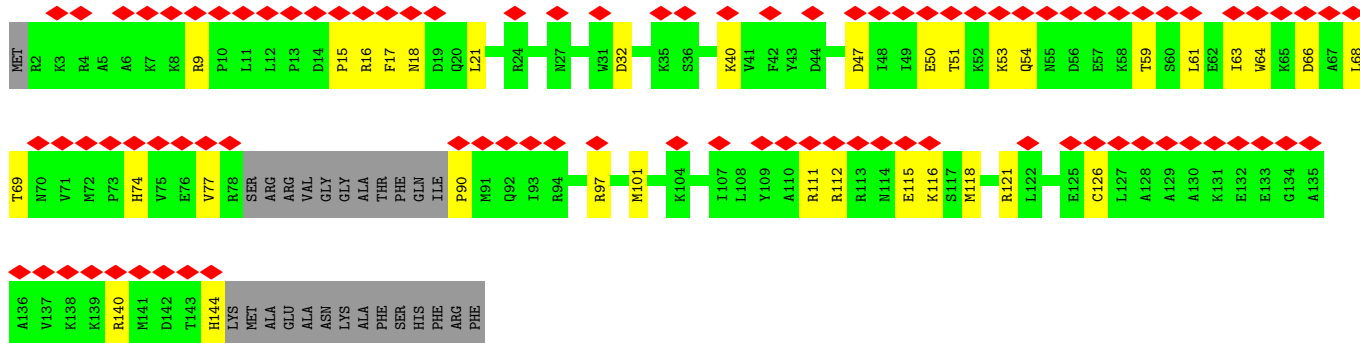 MET R2 K3 R4 A5 A6 K7 K8 R9 P10 L11 L12 P13 D14 P15 R16 F17 N18 D19 Q20 L21 R24 N27 W31 D32 K35 S36 K40 V41 F42 Y43 D44 D47 I48 I49 E50 T51 K52 K53 Q54 N55 D56 E57 K58 T59 S60 L61 E62 I63 W64 K65 D66 A67 L68
T69 N70 V71 M72 P73 H74 V75 E76 V77 R78 SER ARG ARG VAL GLY GLY ALA THR PHE GLN ILE P90 M91 Q92 I93 R94 R97 M101 K104 I107 L108 Y109 A110 R111 R112 R113 N114 E115 K116 S117 M118 R121 L122 E125 C126 L127 A128 A129 A130 K131 E132 E133 G134 A135
A136 V137 K138 K139 R140 M141 D142 T143 H144 LYS MET ALA GLU ALA ASN LYS ALA PHE SER HIS PHE ARG PHE